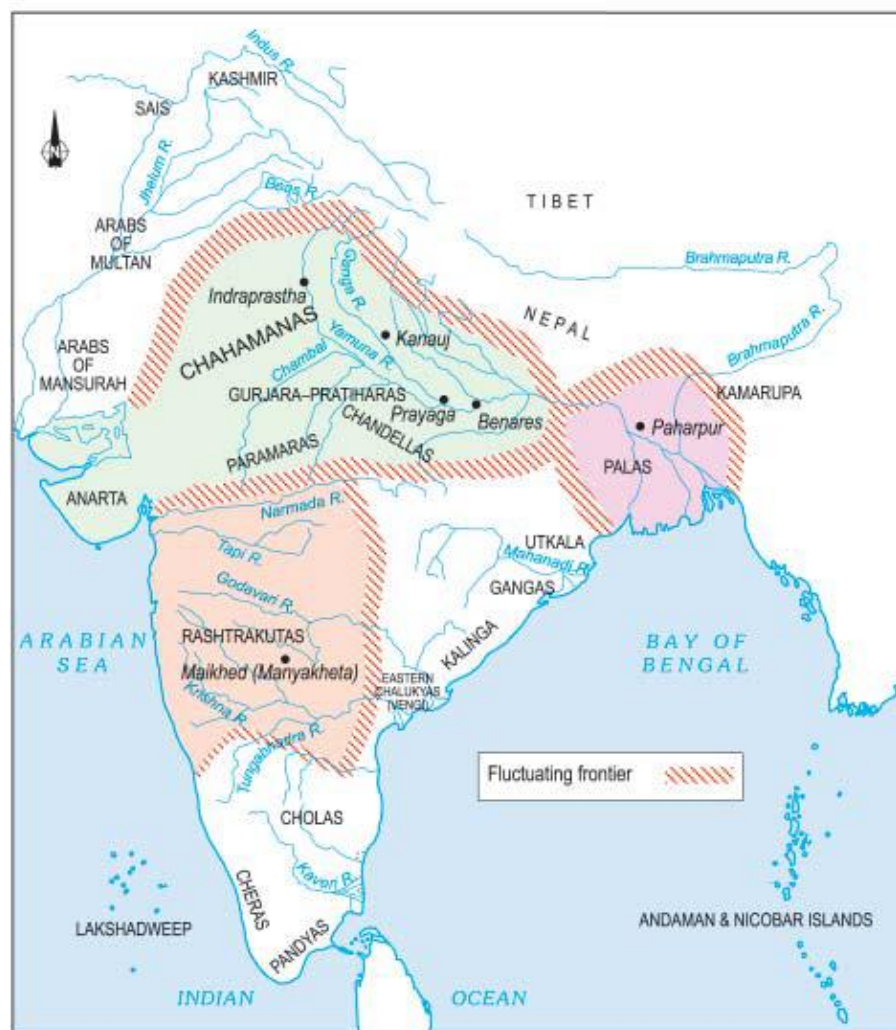 Indus R.
KASHMIR
SAIS
N
Jhelum R.
Beas R.
TIBET
ARABS
OF
MULTAN
Brahmaputra R.
Indraprastha
Ganga R.
NEPAL
Kanauj
CHAHAMANAS
Yamuna R.
Chambal
Brahmaputra R.
ARABS
OF
MANSURAH
KAMARUPA
GURJARA–PRATIHARAS
Prayaga
Benares
CHANDELLAS
Paharpur
PARAMARAS
PALAS
ANARTA
Narmada R.
Tapi R.
UTKALA
Mahanadi R.
GANGAS
Godavari R.
ARABIAN
SEA
RASHTRAKUTAS
Maikhed (Manyakheta)
KALINGA
BAY OF
BENGAL
EASTERN
CHALUKYAS
(VENGI)
Krishna R.
Tungabhadra R.
Fluctuating frontier
CHOLAS
Kaveri R.
CHERAS
LAKSHADWEEP
PANDYAS
ANDAMAN & NICOBAR ISLANDS
INDIAN
OCEAN